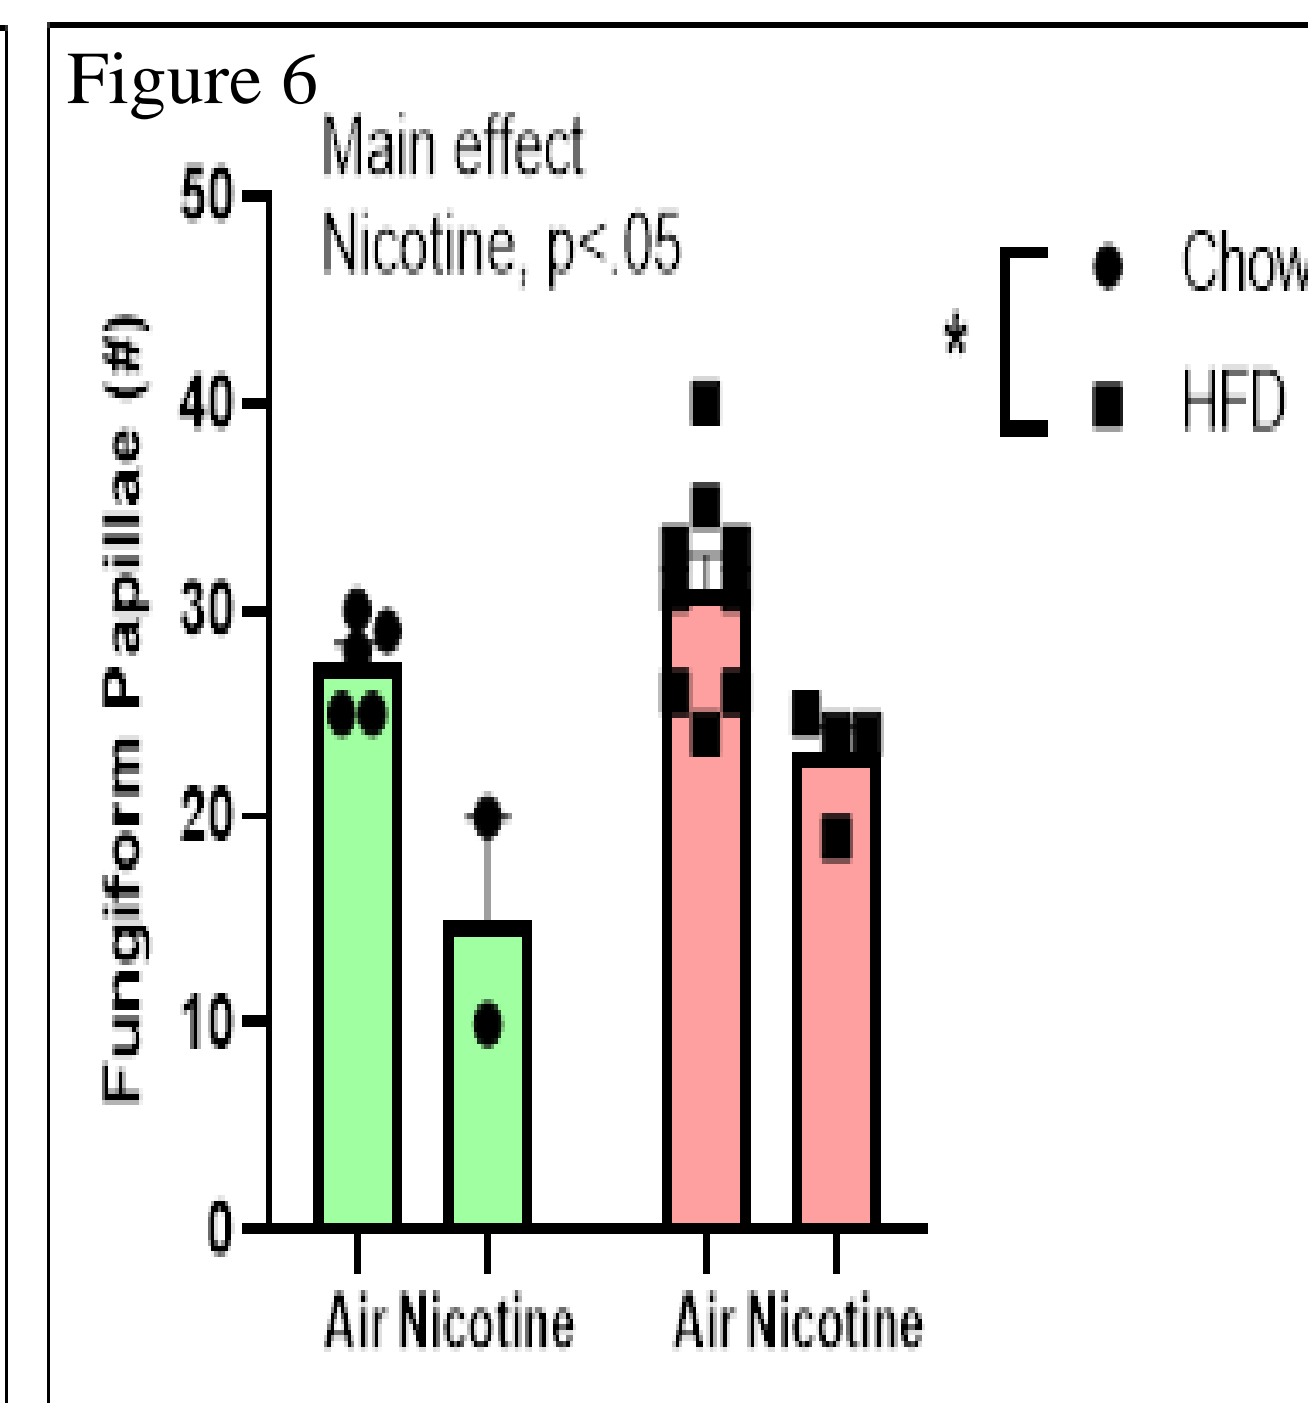 Figure 6
Main effect
Nicotine, p<.05
50
40
30
20
10
0
Fungiform Papillae (#)
* Chow
HFD
Air Nicotine Air Nicotine